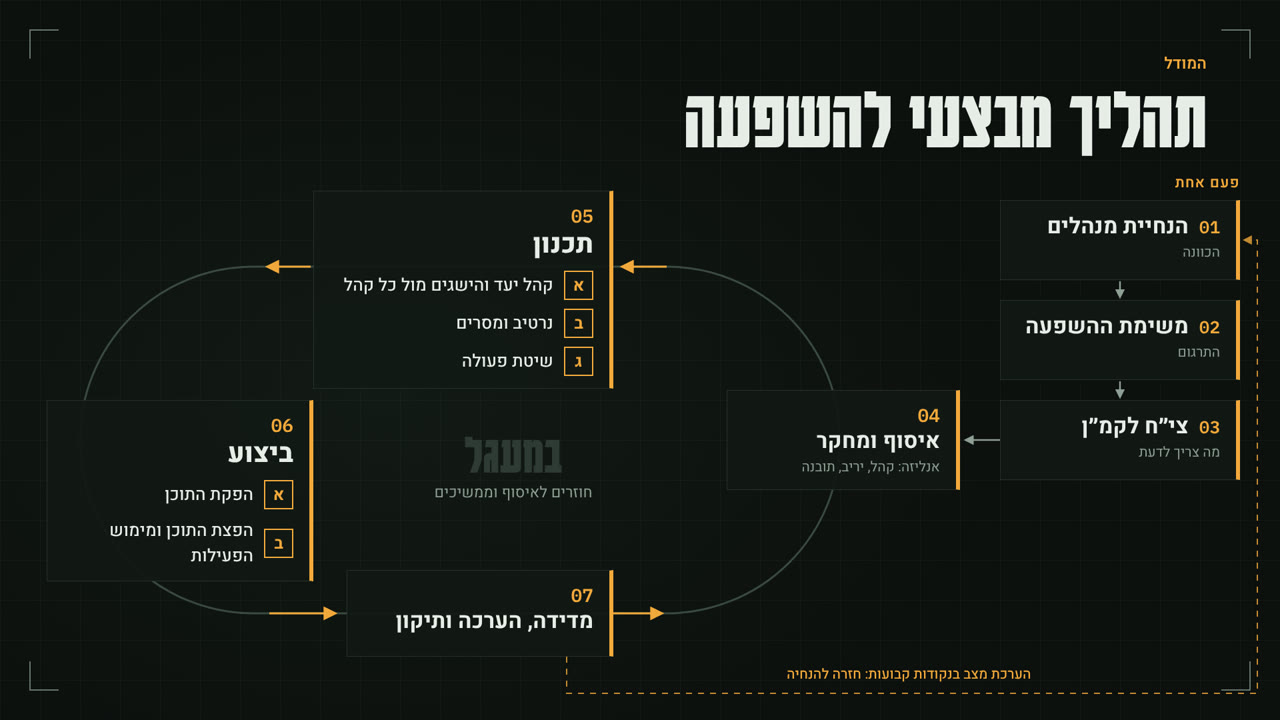 המודל
תהליך מבצעי להשפעה
פעם אחת
01 הנחיית מנהלים
הכוונה
02 משימת ההשפעה
התרגום
03 צי״ח לקמ״ן
מה צריך לדעת
04
איסוף ומחקר
אנליזה: קהל, יריב, תובנה
05
תכנון
א קהל יעד והישגים מול כל קהל
ב נרטיב ומסרים
ג שיטת פעולה
06
ביצוע
א הפקת התוכן
ב הפצת התוכן ומימוש
הפעילות
07
מדידה, הערכה ותיקון
במעגל
חוזרים לאיסוף וממשיכים
הערכת מצב בנקודות קבועות: חזרה להנחיה